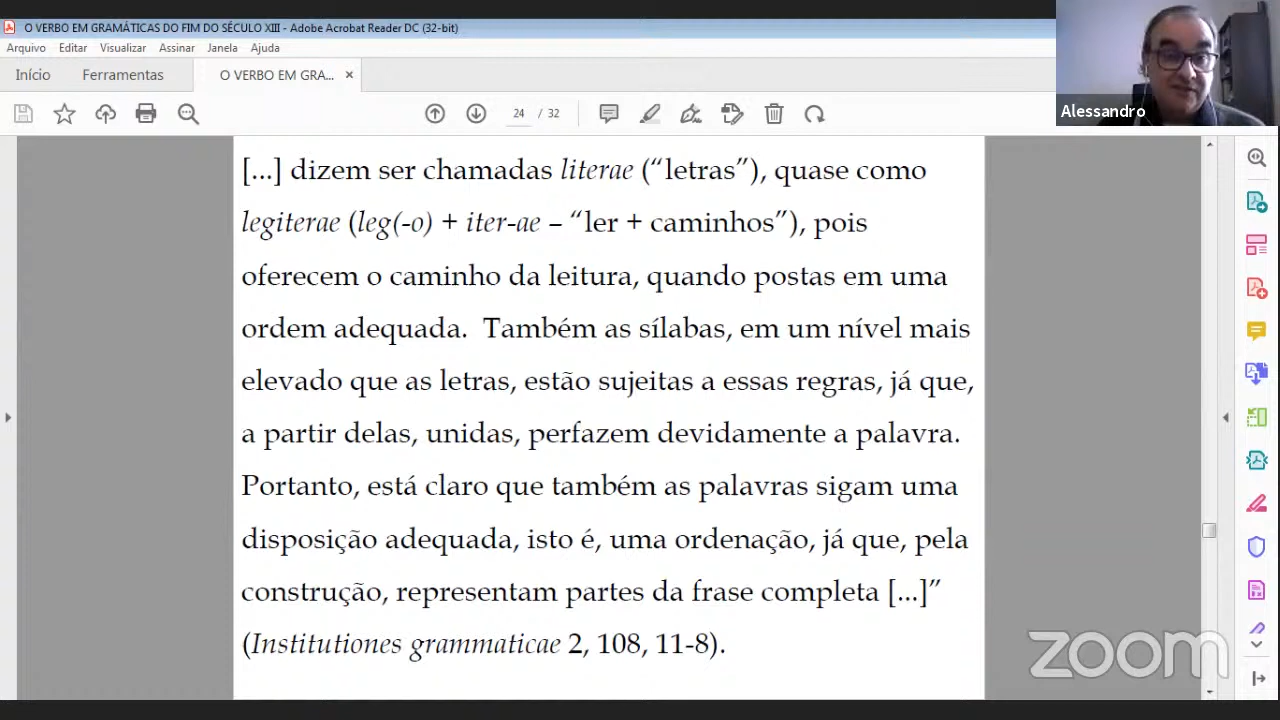 O VERBO EM GRAMÁTICAS DO FIM DO SÉCULO XIII - Adobe Acrobat Reader DC (32-bit)
Arquivo Editar Visualizar Assinar Janela Ajuda
Início Ferramentas O VERBO EM GRA... ×
24 / 32
Alessandro
[...] dizem ser chamadas literae (“letras”), quase como
legiterae (leg(-o) + iter-ae – “ler + caminhos”), pois
oferecem o caminho da leitura, quando postas em uma
ordem adequada. Também as sílabas, em um nível mais
elevado que as letras, estão sujeitas a essas regras, já que,
a partir delas, unidas, perfazem devidamente a palavra.
Portanto, está claro que também as palavras sigam uma
disposição adequada, isto é, uma ordenação, já que, pela
construção, representam partes da frase completa [...]”
(Institutiones grammaticae 2, 108, 11-8).
zoom